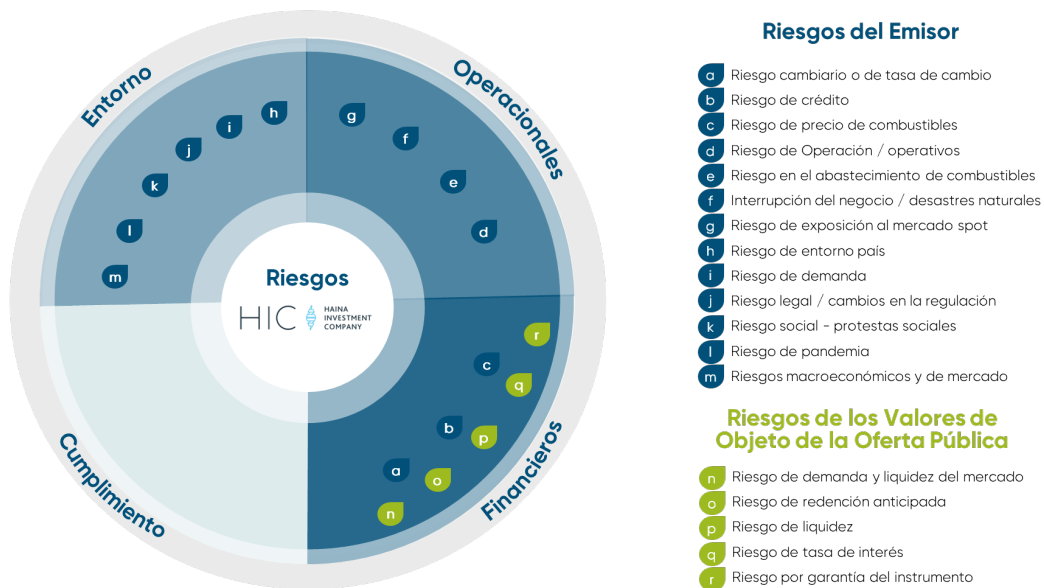 Entorno
Operacionales
h
g
i
f
j
k
e
l
d
m
Riesgos
HIC
HAINA
INVESTMENT
COMPANY
r
c
q
b
p
a
o
n
Cumplimiento
Financieros
Riesgos del Emisor
a Riesgo cambiario o de tasa de cambio
b Riesgo de crédito
c Riesgo de precio de combustibles
d Riesgo de Operación / operativos
e Riesgo en el abastecimiento de combustibles
f Interrupción del negocio / desastres naturales
g Riesgo de exposición al mercado spot
h Riesgo de entorno país
i Riesgo de demanda
j Riesgo legal / cambios en la regulación
k Riesgo social - protestas sociales
l Riesgo de pandemia
m Riesgos macroeconómicos y de mercado
Riesgos de los Valores de
Objeto de la Oferta Pública
n Riesgo de demanda y liquidez del mercado
o Riesgo de redención anticipada
p Riesgo de liquidez
q Riesgo de tasa de interés
r Riesgo por garantía del instrumento